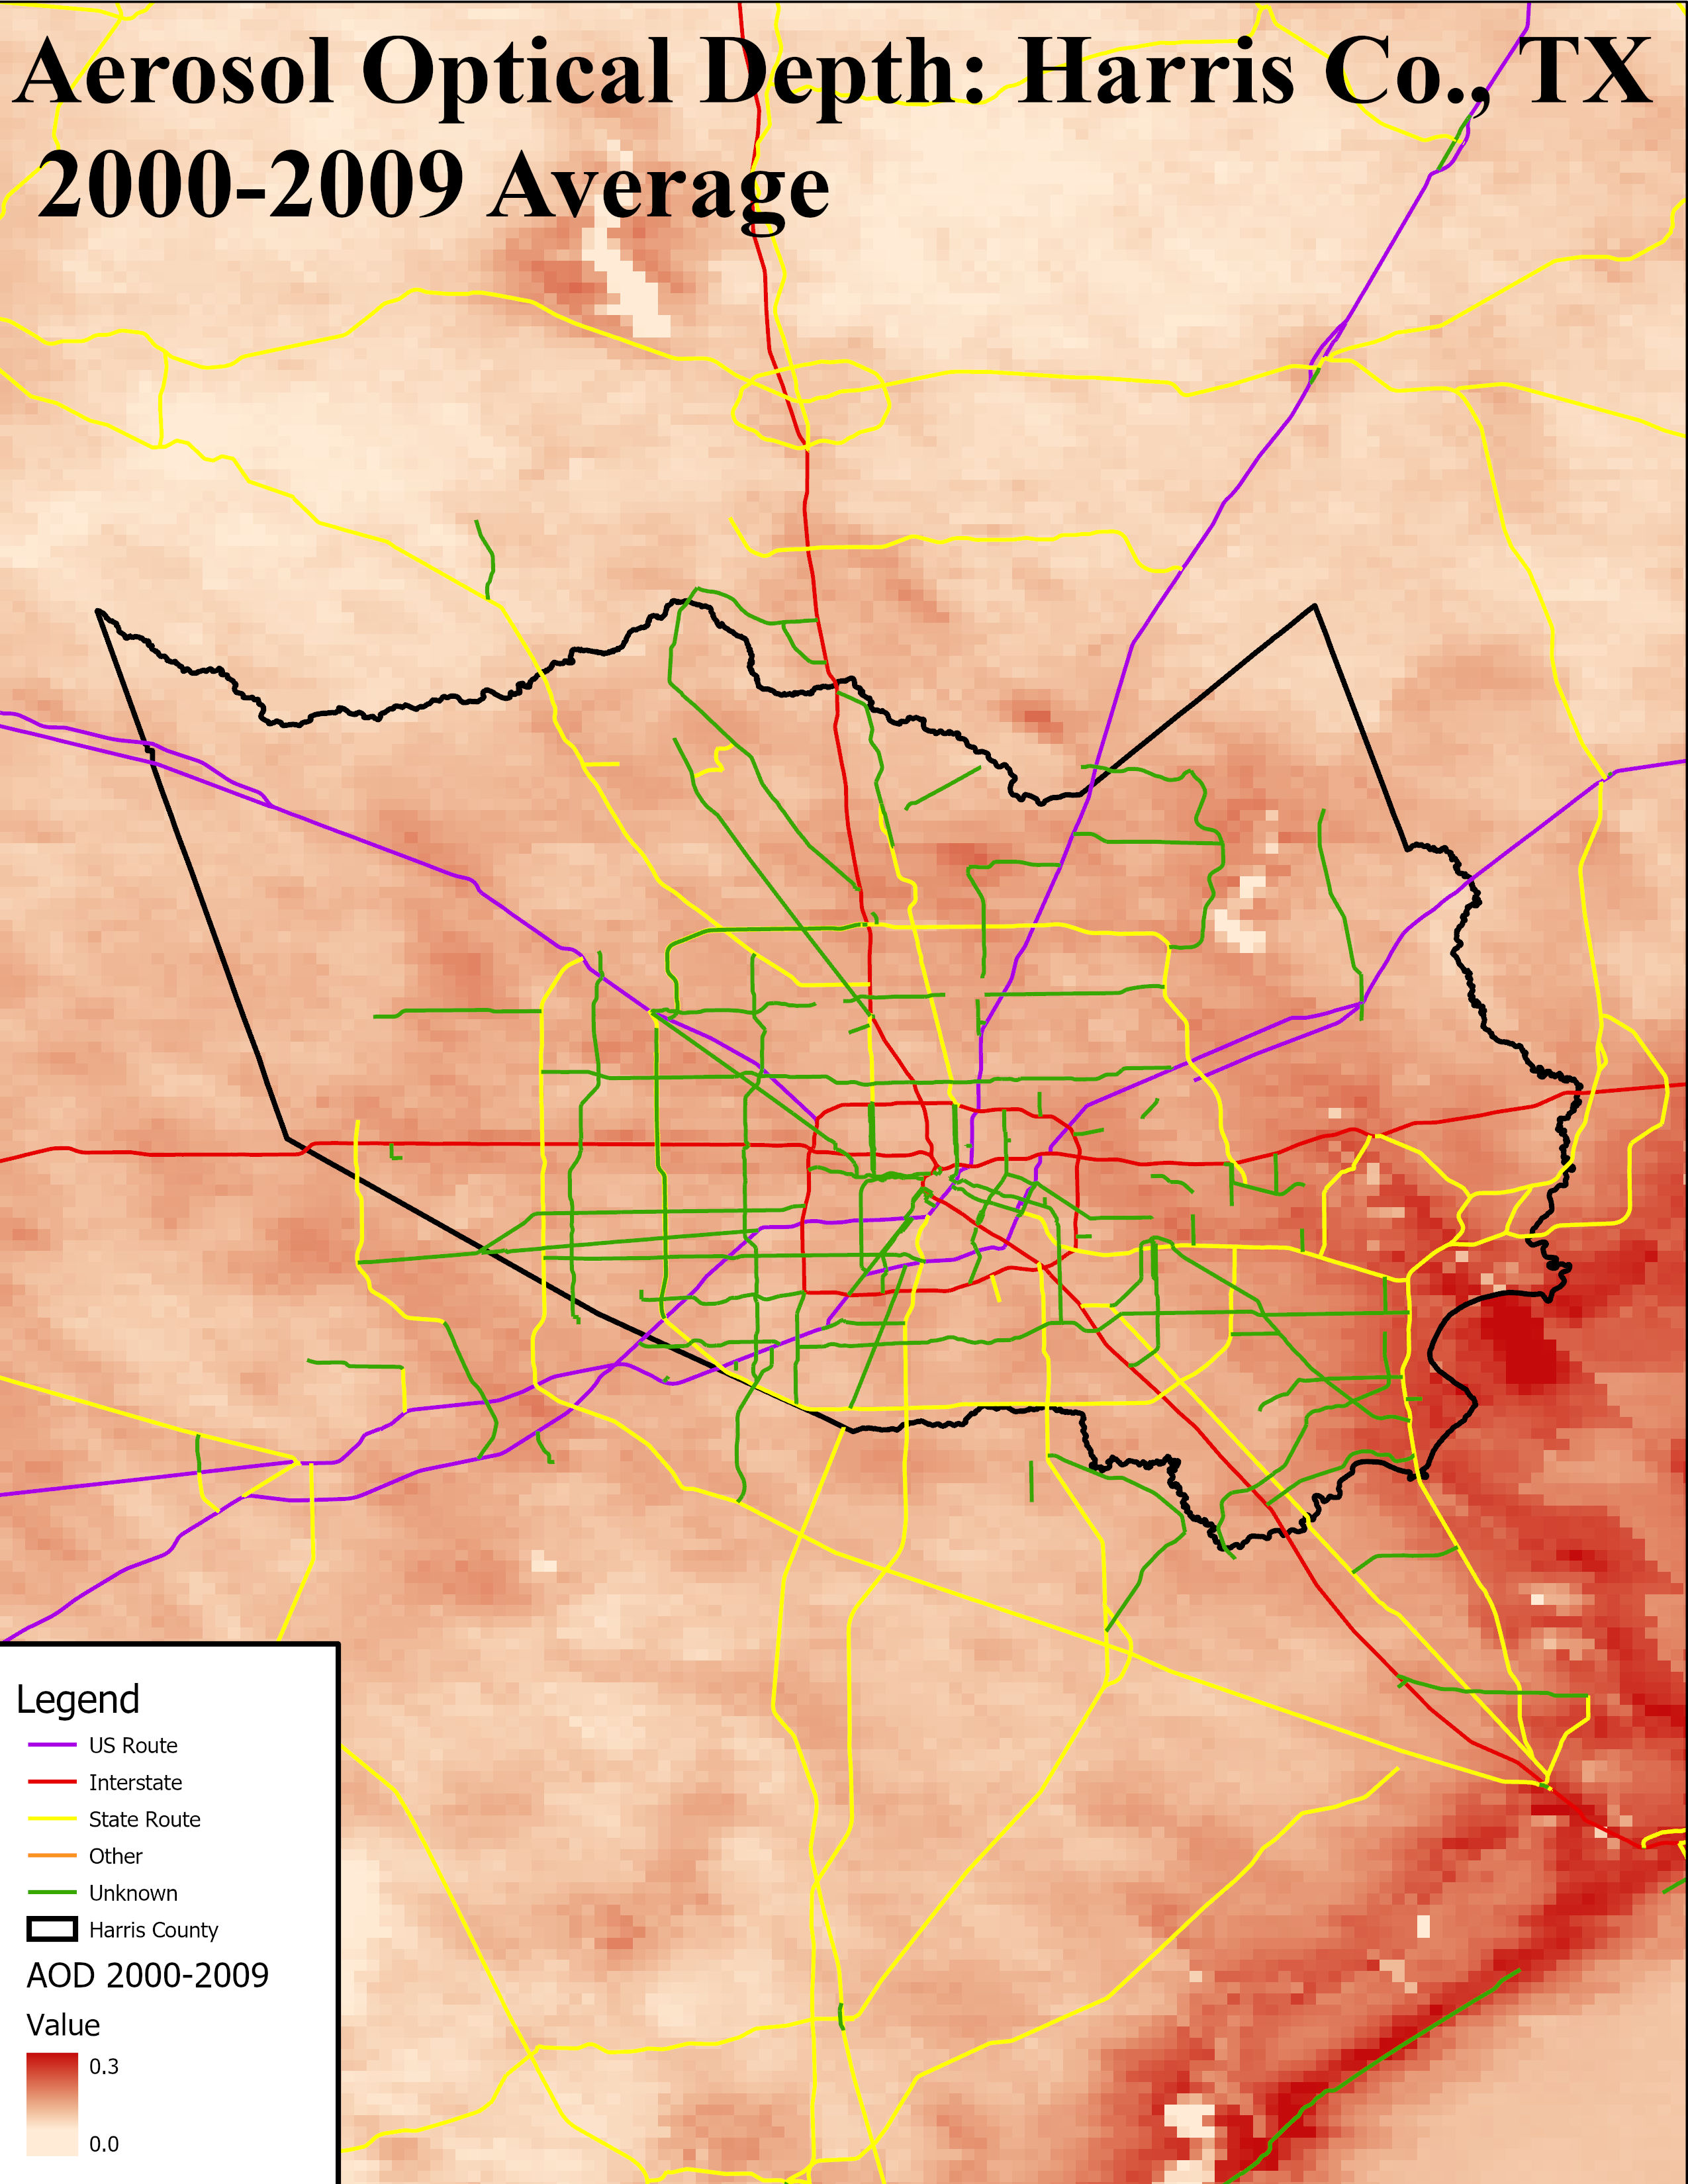 Aerosol Optical Depth: Harris Co., TX
2000-2009 Average
Legend
US Route
Interstate
State Route
Other
Unknown
Harris County
AOD 2000-2009
Value
0.3
0.0